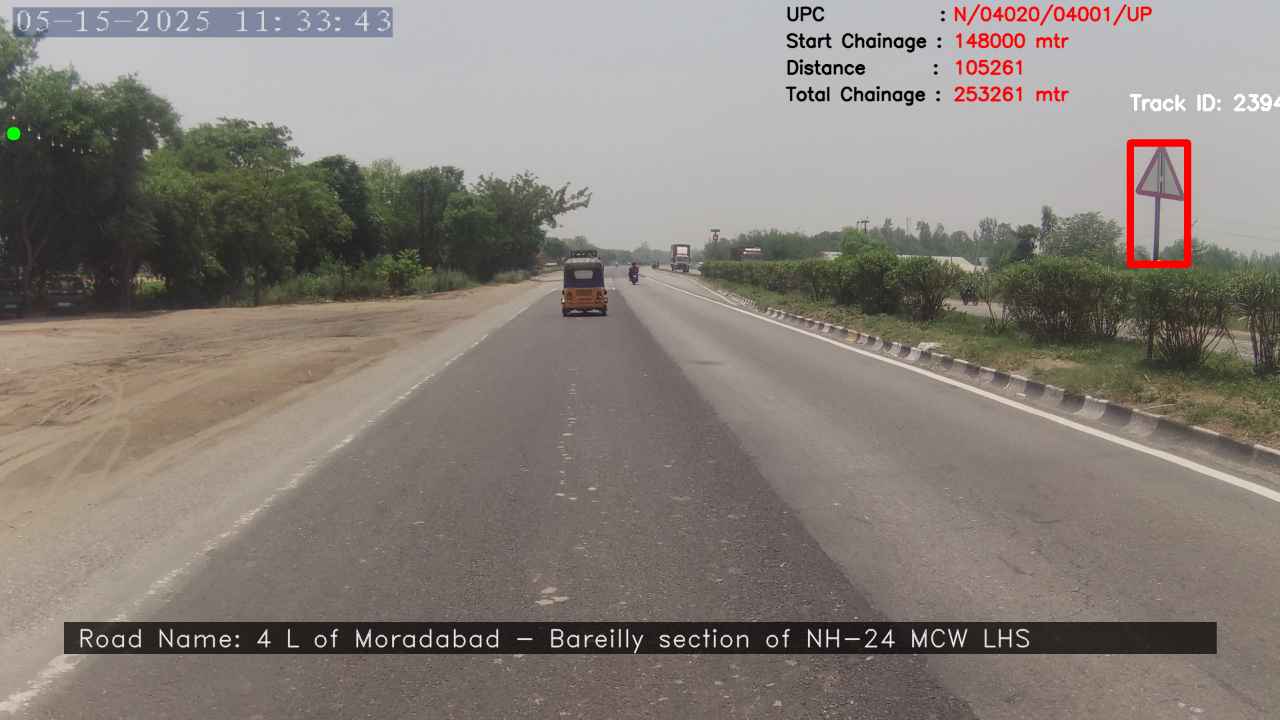 05-15-2025 11:33:43
UPC : N/04020/04001/UP
Start Chainage : 148000 mtr
Distance : 105261
Total Chainage : 253261 mtr
Track ID: 2394
Road Name: 4 L of Moradabad - Bareilly section of NH-24 MCW LHS